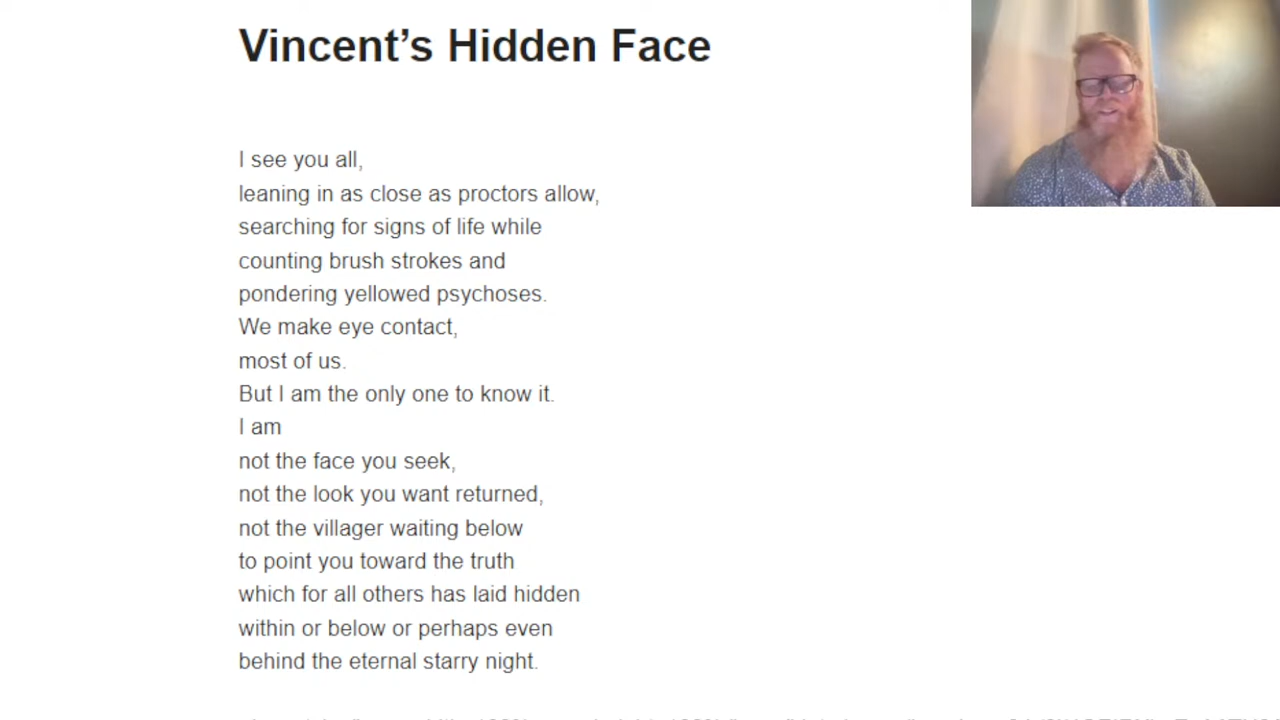 Vincent’s Hidden Face
I see you all,
leaning in as close as proctors allow,
searching for signs of life while
counting brush strokes and
pondering yellowed psychoses.
We make eye contact,
most of us.
But I am the only one to know it.
I am
not the face you seek,
not the look you want returned,
not the villager waiting below
to point you toward the truth
which for all others has laid hidden
within or below or perhaps even
behind the eternal starry night.